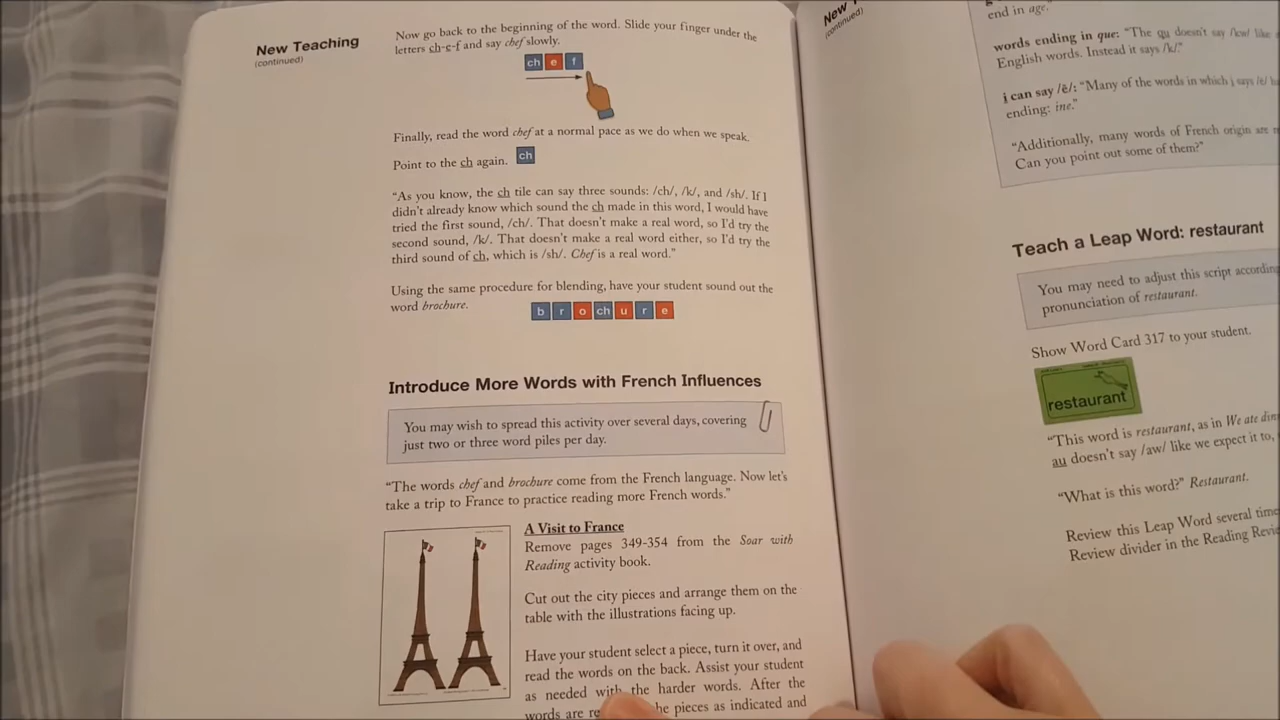 New Teaching
(continued)
Now go back to the beginning of the word. Slide your finger under the
letters ch-e-f and say chef slowly.
ch e f
Finally, read the word chef at a normal pace as we do when we speak.
Point to the ch again. ch
“As you know, the ch tile can say three sounds: /ch/, /k/, and /sh/. If I
didn’t already know which sound the ch made in this word, I would have
tried the first sound, /ch/. That doesn’t make a real word, so I’d try the
second sound, /k/. That doesn’t make a real word either, so I’d try the
third sound of ch, which is /sh/. Chef is a real word.”
Using the same procedure for blending, have your student sound out the
word brochure.
b r o ch u r e
Introduce More Words with French Influences
You may wish to spread this activity over several days, covering
just two or three word piles per day.
“The words chef and brochure come from the French language. Now let’s
take a trip to France to practice reading more French words.”
A Visit to France
Remove pages 349-354 from the Soar with
Reading activity book.
Cut out the city pieces and arrange them on the
table with the illustrations facing up.
Have your student select a piece, turn it over, and
read the words on the back. Assist your student
as needed with the harder words. After the
words are he pieces as indicated and
New
(continued)
end in age.
words ending in que: “The qu doesn’t say /kw/ like
English words. Instead it says /k/.”
i can say /ē/: “Many of the words in which i says /ē/
ending: ine.”
“Additionally, many words of French origin are
Can you point out some of them?”
Teach a Leap Word: restaurant
You may need to adjust this script
pronunciation of restaurant.
Show Word Card 317 to your student.
restaurant
“This word is restaurant, as in We ate
au doesn’t say /aw/ like we expect it to,
“What is this word?” Restaurant.
Review this Leap Word several
Review divider in the Reading